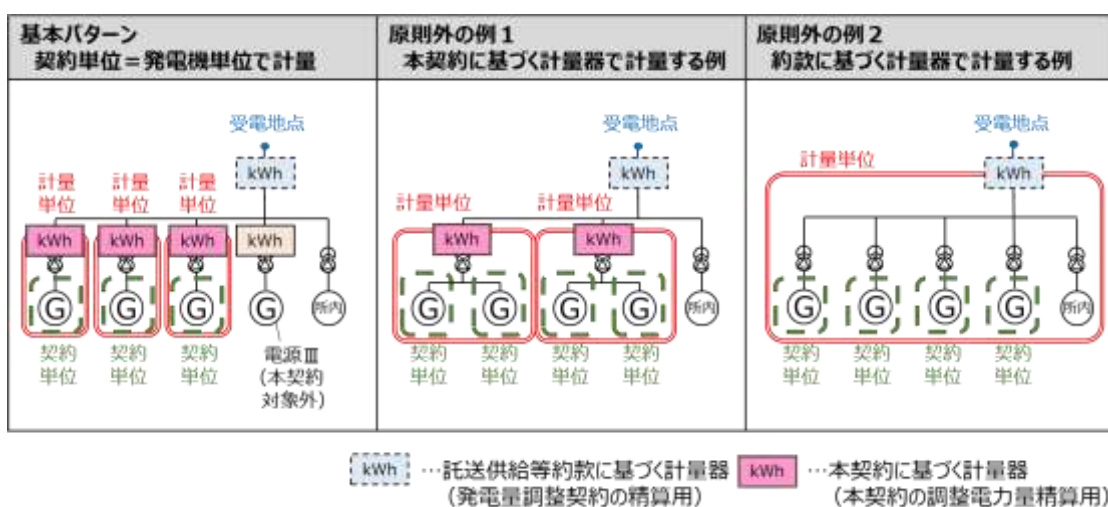 基本パターン
契約単位＝発電機単位で計量
受電地点
kWh
計量
単位
計量
単位
計量
単位
kWh
kWh
kWh
kWh
G
G
G
G
所内
契約
単位
契約
単位
契約
単位
電源Ⅲ
(本契約
対象外)
原則外の例１
本契約に基づく計量器で計量する例
受電地点
kWh
計量単位
計量単位
kWh
kWh
G
G
G
G
所内
契約
単位
契約
単位
契約
単位
契約
単位
原則外の例２
約款に基づく計量器で計量する例
受電地点
計量単位
kWh
G
G
G
G
所内
契約
単位
契約
単位
契約
単位
契約
単位
kWh …託送供給等約款に基づく計量器
（発電量調整契約の精算用）
kWh …本契約に基づく計量器
（本契約の調整電力量精算用）